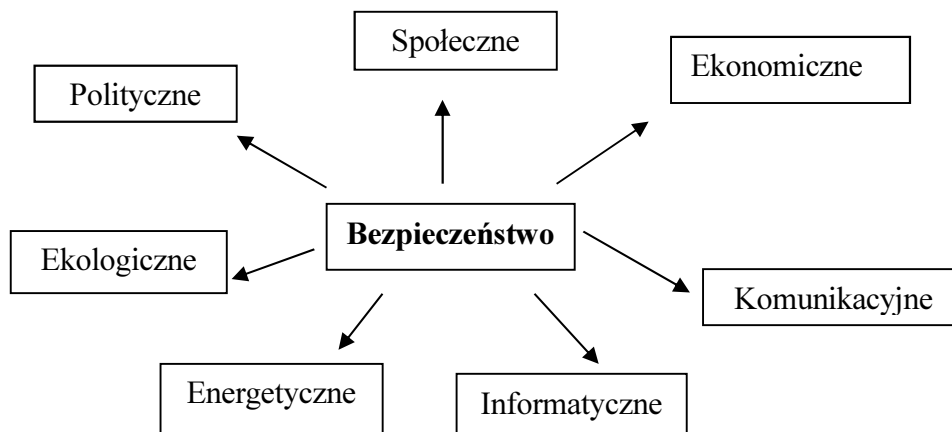 Społeczne
Ekonomiczne
Polityczne
Bezpieczeństwo
Ekologiczne
Komunikacyjne
Energetyczne
Informatyczne